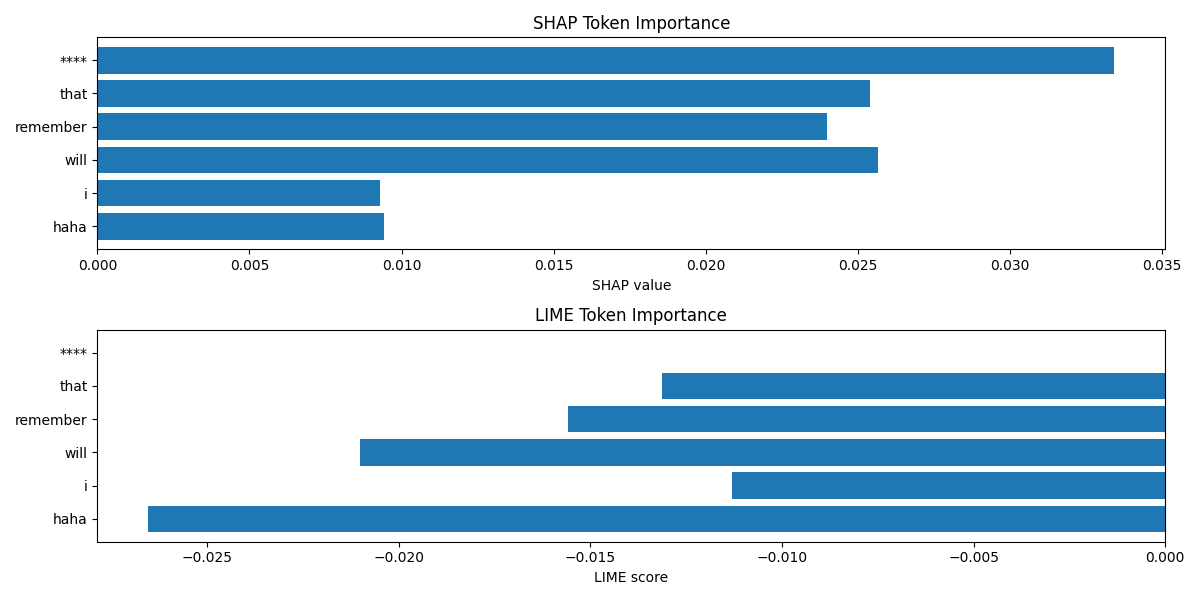 SHAP Token Importance
****
that
remember
will
i
haha
0.000 0.005 0.010 0.015 0.020 0.025 0.030 0.035
SHAP value
LIME Token Importance
****
that
remember
will
i
haha
−0.025 −0.020 −0.015 −0.010 −0.005 0.000
LIME score